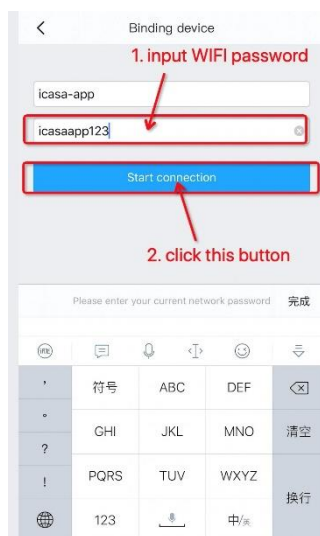 Binding device
1. input WIFI password
icasa-app
icasaapp123
Start connection
2. click this button
Please enter your current network password 完成
, 符号 ABC DEF
。 GHI JKL MNO 清空
?
! PQRS TUV WXYZ 换行
123 中/英